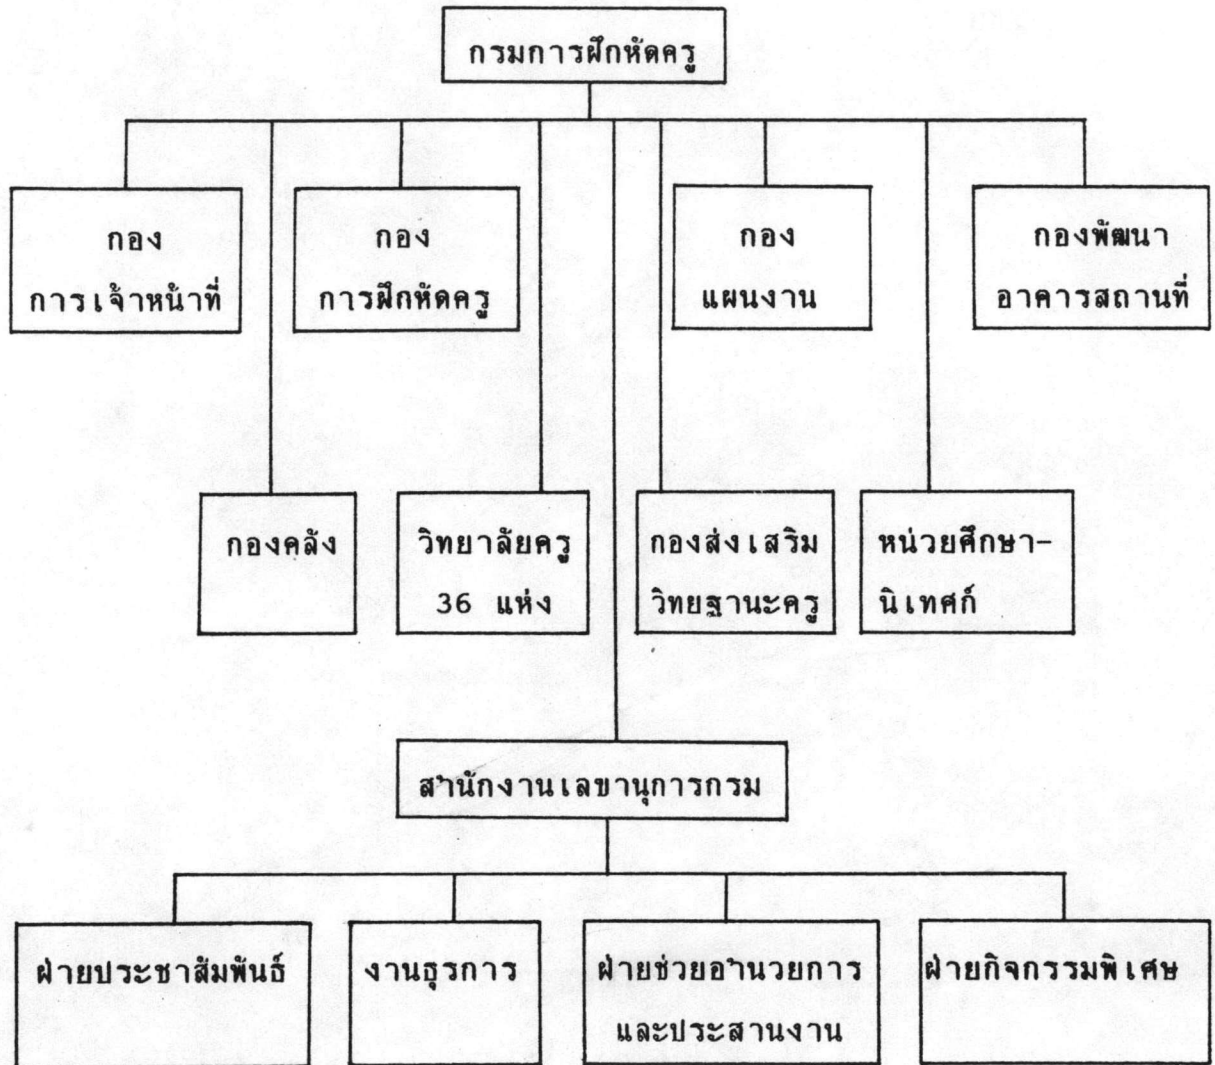 กรมการฝึกหัดครู
กอง
การเจ้าหน้าที่
กอง
การฝึกหัดครู
กอง
แผนงาน
กองพัฒนา
อาคารสถานที่
กองคลัง
วิทยาลัยครู
36 แห่ง
กองส่งเสริม
วิทยฐานะครู
หน่วยศึกษา-
นิเทศก์
สำนักงานเลขานุการกรม
ฝ่ายประชาสัมพันธ์
งานธุรการ
ฝ่ายช่วยอำนวยการ
และประสานงาน
ฝ่ายกิจกรรมพิเศษ